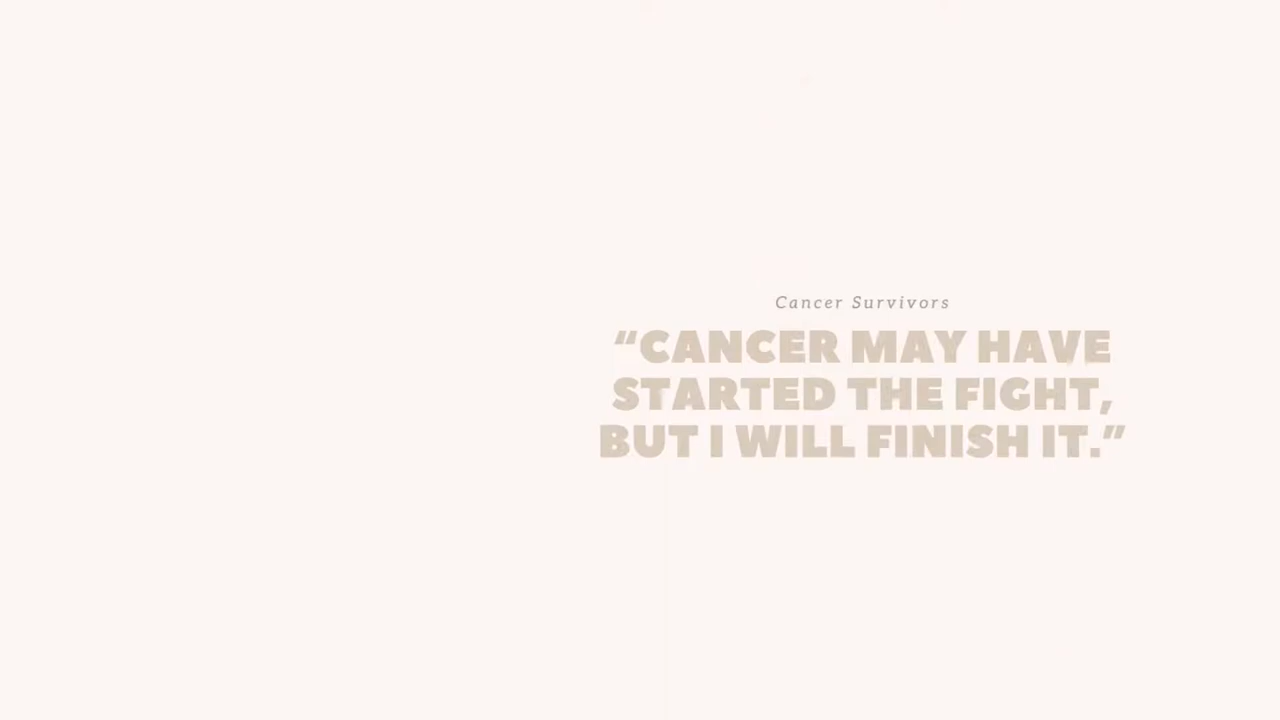 Cancer Survivors
“CANCER MAY HAVE
STARTED THE FIGHT,
BUT I WILL FINISH IT.”